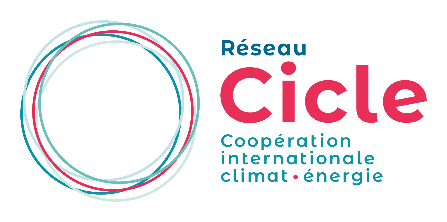 Réseau
Cicle
Coopération
internationale
climat • énergie